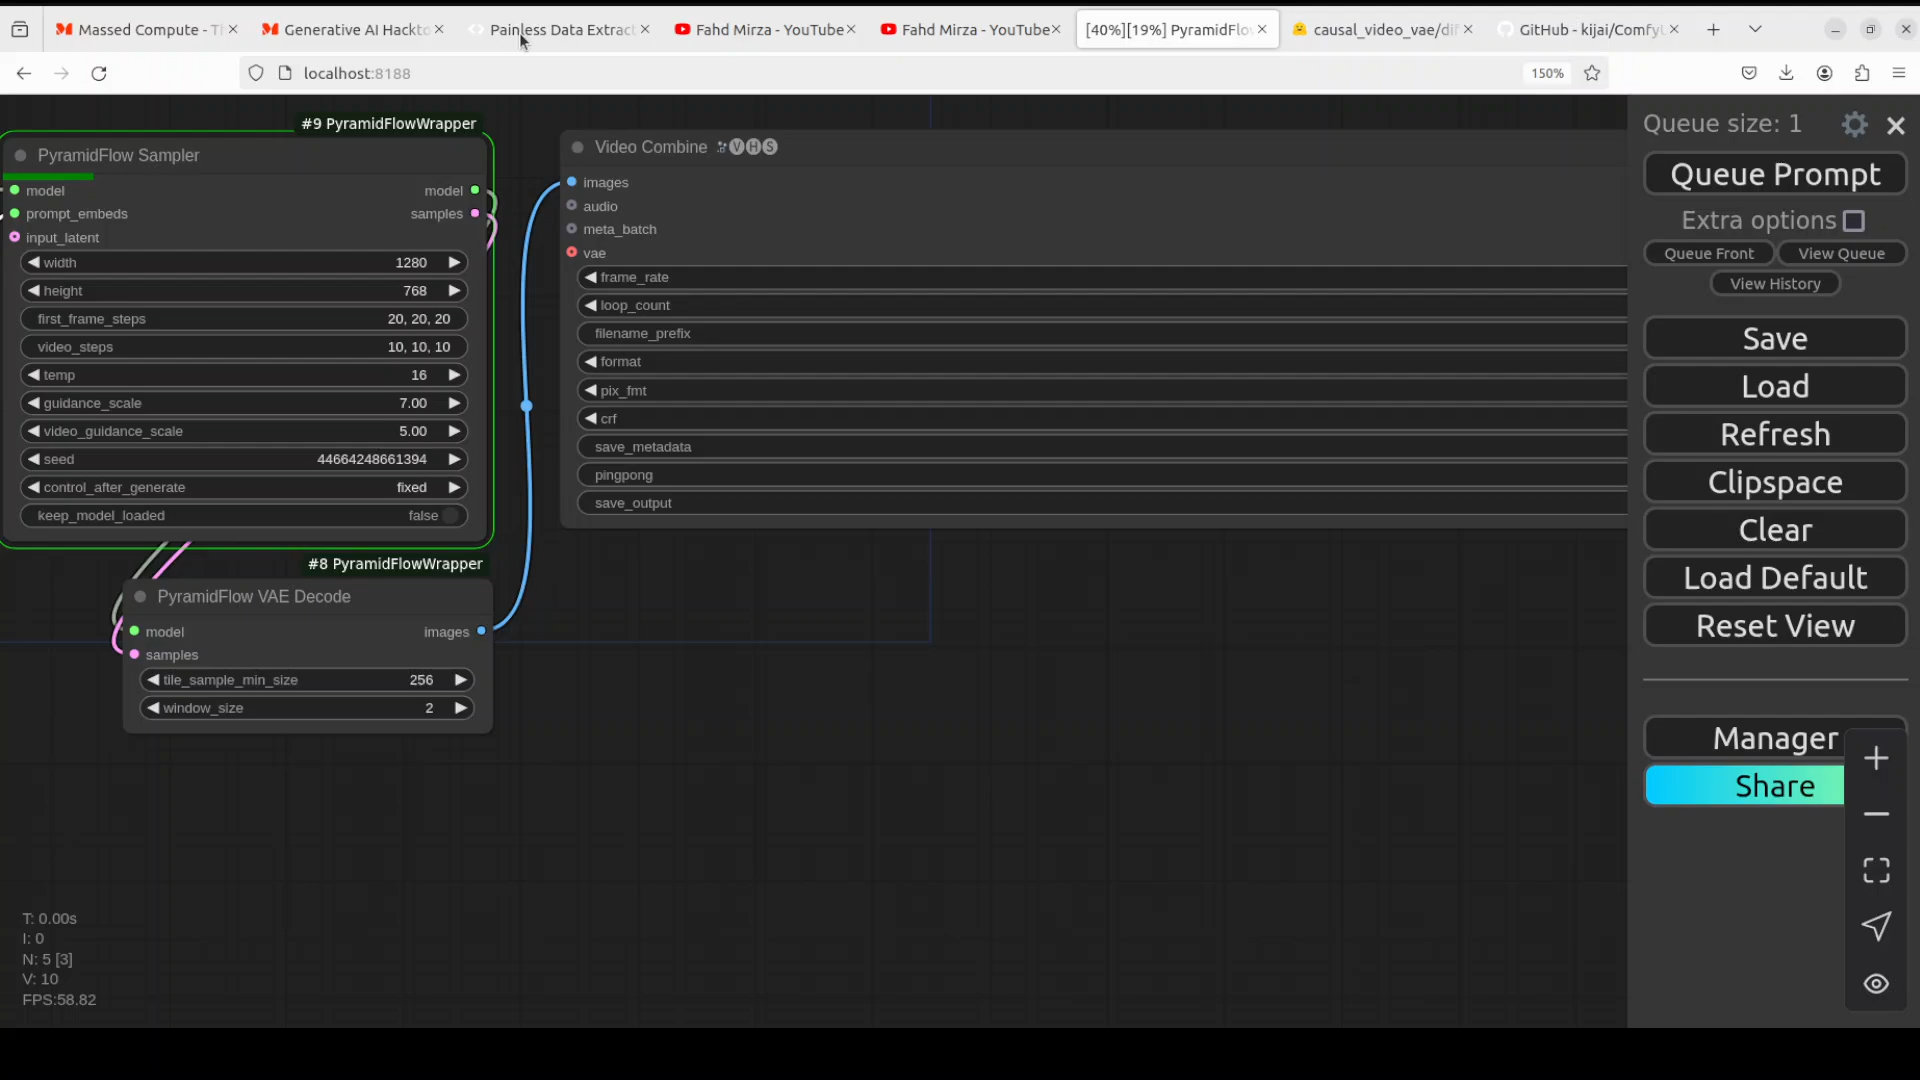 Massed Compute - T
Generative AI Hackto
Painless Data Extract
Fahd Mirza - YouTube
Fahd Mirza - YouTube
[40%][19%] PyramidFlo
causal_video_vae/dif
GitHub - kijai/ComfyU
localhost:8188
150%
#9 PyramidFlowWrapper
PyramidFlow Sampler
model
model
prompt_embeds
samples
input_latent
width 1280
height 768
first_frame_steps 20, 20, 20
video_steps 10, 10, 10
temp 16
guidance_scale 7.00
video_guidance_scale 5.00
seed 44664248661394
control_after_generate fixed
keep_model_loaded false
#8 PyramidFlowWrapper
PyramidFlow VAE Decode
model
images
samples
tile_sample_min_size 256
window_size 2
Video Combine VHS
images
audio
meta_batch
vae
frame_rate
loop_count
filename_prefix
format
pix_fmt
crf
save_metadata
pingpong
save_output
Queue size: 1
Queue Prompt
Extra options
Queue Front
View Queue
View History
Save
Load
Refresh
Clipspace
Clear
Load Default
Reset View
Manager
Share
T: 0.00s
I: 0
N: 5 [3]
V: 10
FPS:58.82